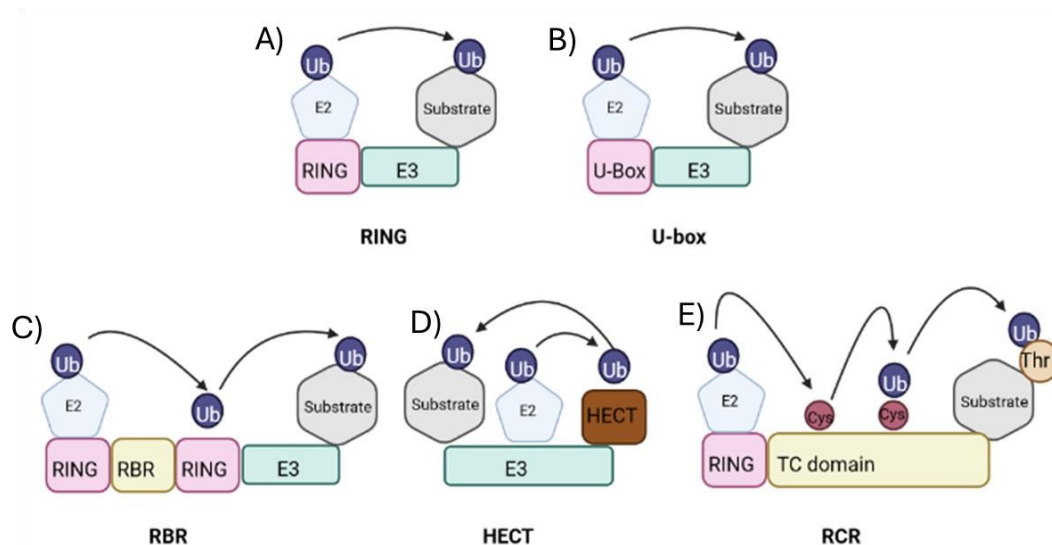 A)
Ub
Ub
E2
Substrate
RING
E3
RING
B)
Ub
Ub
E2
Substrate
U-Box
E3
U-box
C)
Ub
Ub
Ub
E2
Substrate
RING
RBR
RING
E3
RBR
D)
Ub
Ub
Ub
Substrate
E2
HECT
E3
HECT
E)
Ub
Ub
Ub
Thr
E2
Cys
Cys
Substrate
RING
TC domain
RCR